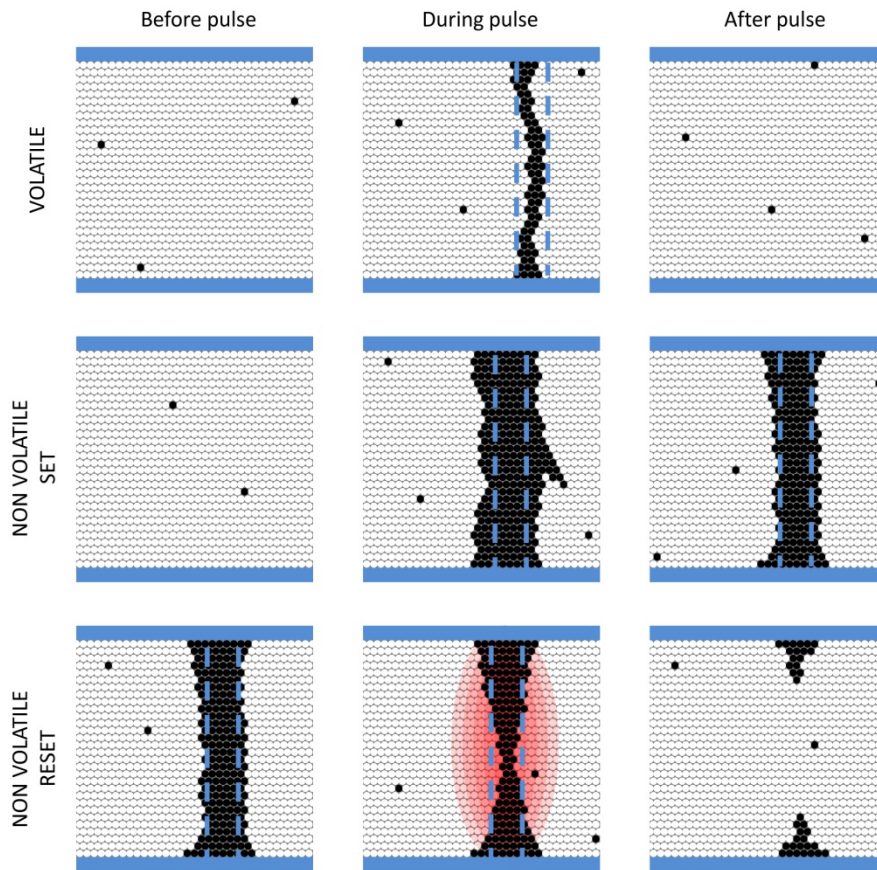 Before pulse
During pulse
After pulse
VOLATILE
NON VOLATILE
SET
NON VOLATILE
RESET